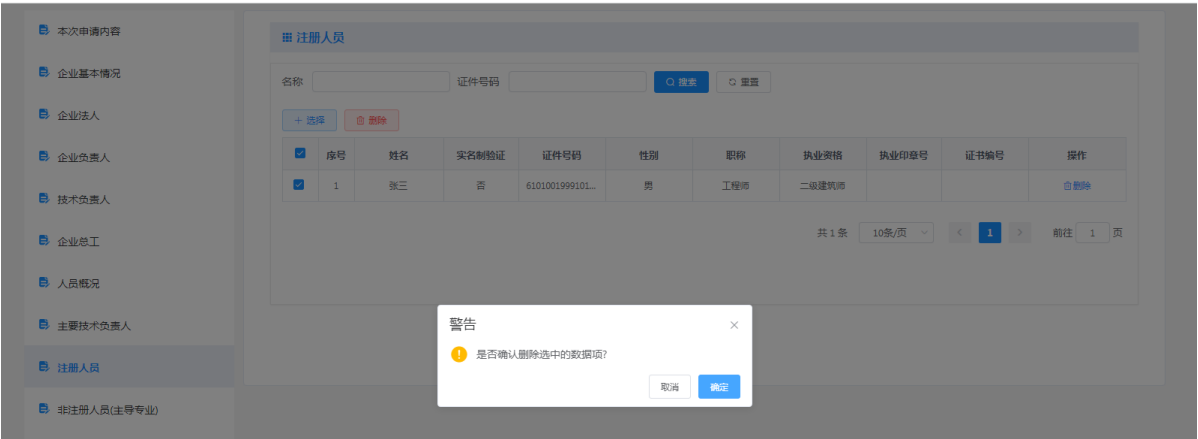 本次申请内容
企业基本情况
企业法人
企业负责人
技术负责人
企业总工
人员概况
主要技术负责人
注册人员
非注册人员(主导专业)
注册人员
名称 证件号码 搜索 重置
+ 选择 删除
序号 姓名 实名制验证 证件号码 性别 职称 执业资格 执业印章号 证书编号 操作
1 张三 否 6101001999101... 男 工程师 二级建筑师 删除
共 1 条 10条/页 < 1 > 前往 1 页
警告
是否确认删除选中的数据项?
取消 确定